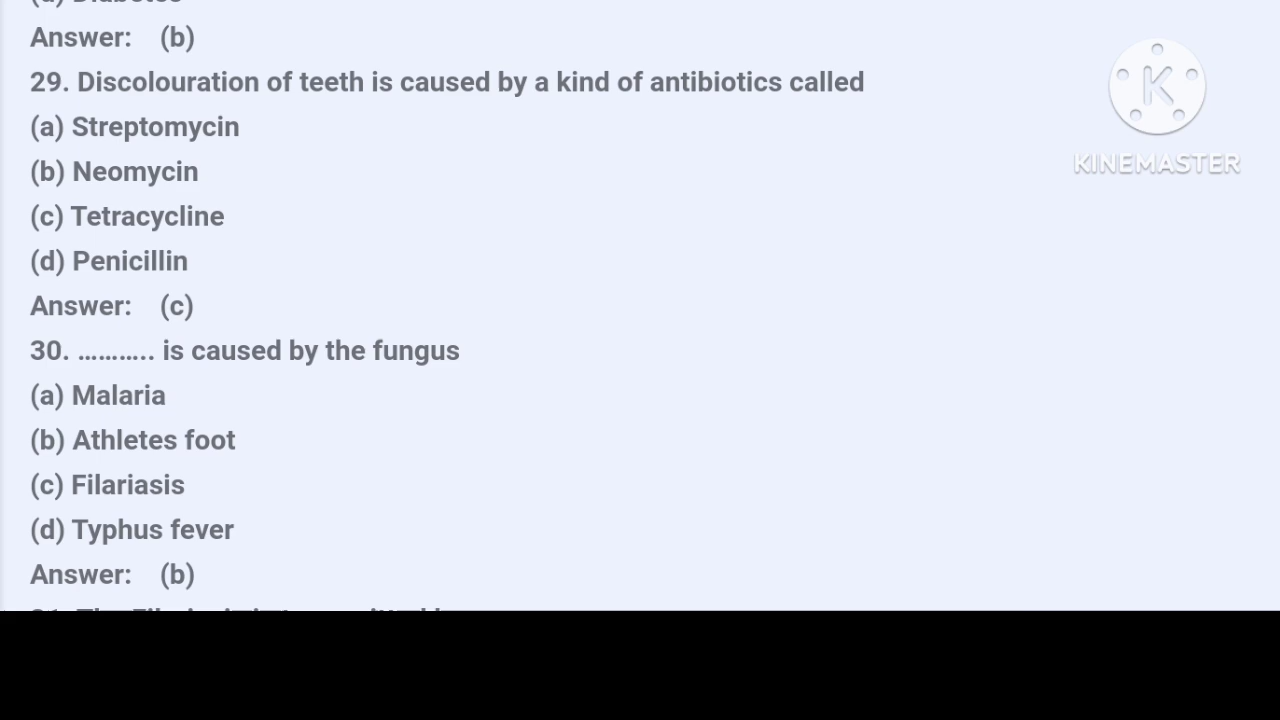 (d) Diabetes
Answer: (b)
29. Discolouration of teeth is caused by a kind of antibiotics called
(a) Streptomycin
(b) Neomycin
(c) Tetracycline
(d) Penicillin
Answer: (c)
30. ……….. is caused by the fungus
(a) Malaria
(b) Athletes foot
(c) Filariasis
(d) Typhus fever
Answer: (b)
K
KINEMASTER